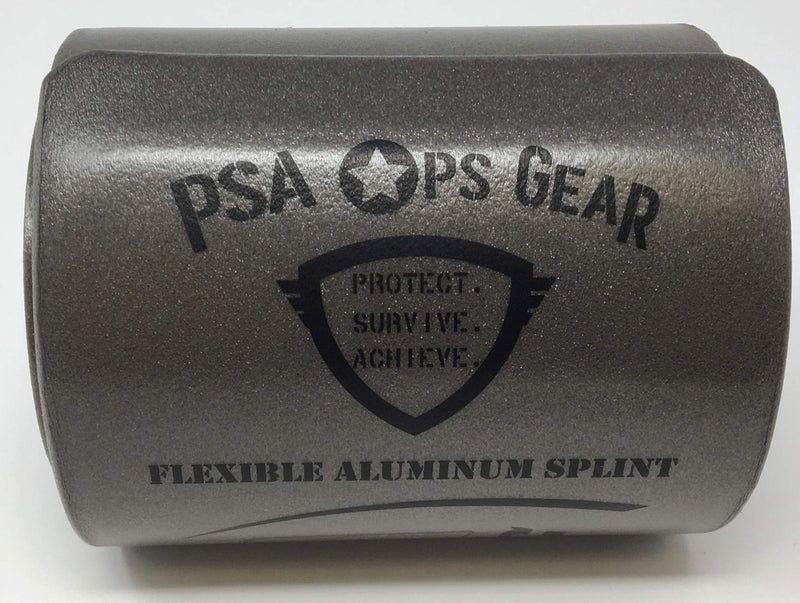 PSA OPS GEAR
PROTECT.
SURVIVE.
ACHIEVE.
FLEXIBLE ALUMINUM SPLINT